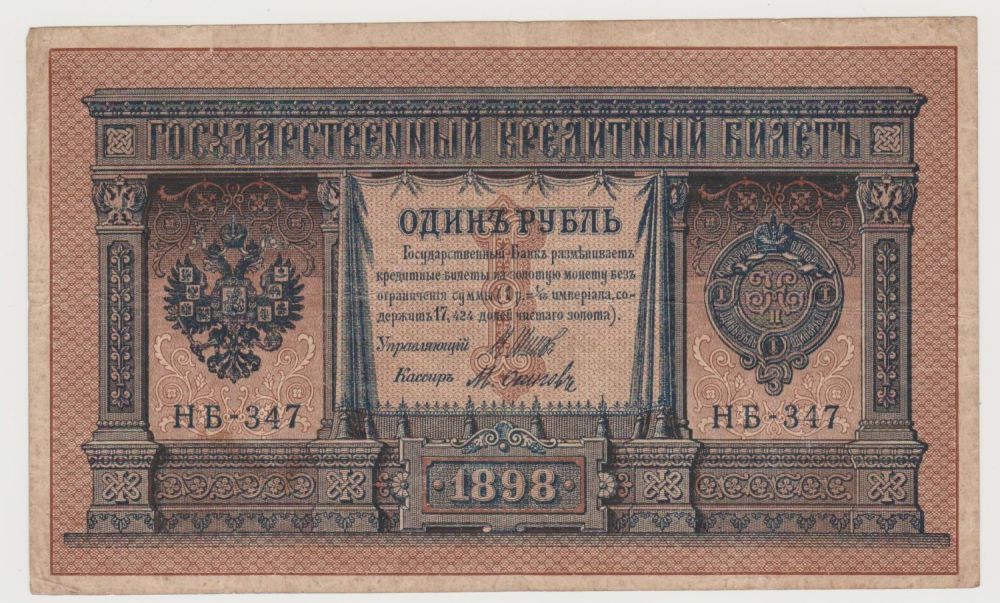 ГОСУДАРСТВЕННЫЙ КРЕДИТНЫЙ БИЛЕТЪ
ОДИНЪ РУБЛЬ
Государственный Банкъ размѣниваетъ
кредитные билеты на золотую монету безъ
ограниченія суммы (1 р. = 1/15 имперіала, со-
держитъ 17,424 долей чистаго золота).
Управляющій
Кассиръ
НБ-347
НБ-347
1898